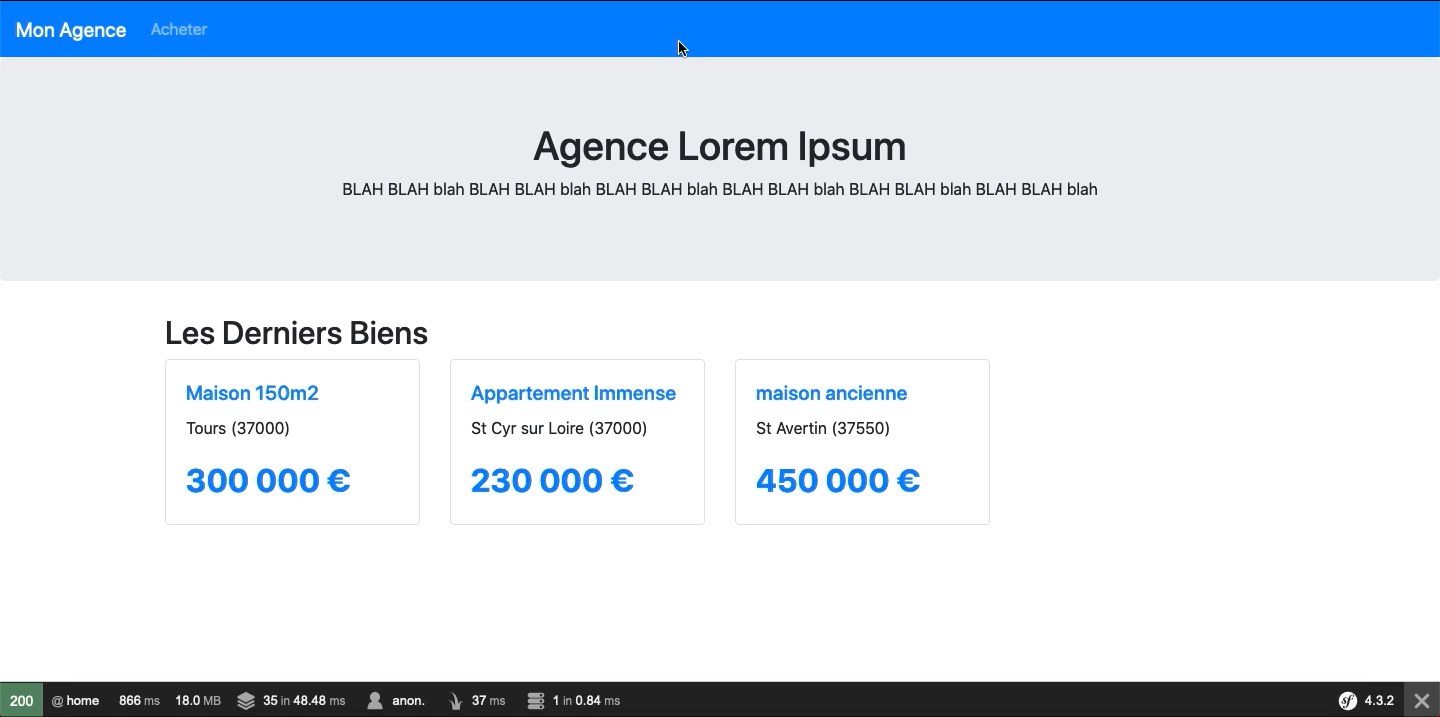 Mon Agence Acheter
Agence Lorem Ipsum
BLAH BLAH blah BLAH BLAH blah BLAH BLAH blah BLAH BLAH blah BLAH BLAH blah BLAH BLAH blah
Les Derniers Biens
Maison 150m2
Tours (37000)
300 000 €
Appartement Immense
St Cyr sur Loire (37000)
230 000 €
maison ancienne
St Avertin (37550)
450 000 €
200 @ home 866 ms 18.0 MB 35 in 48.48 ms anon. 37 ms 1 in 0.84 ms sf 4.3.2